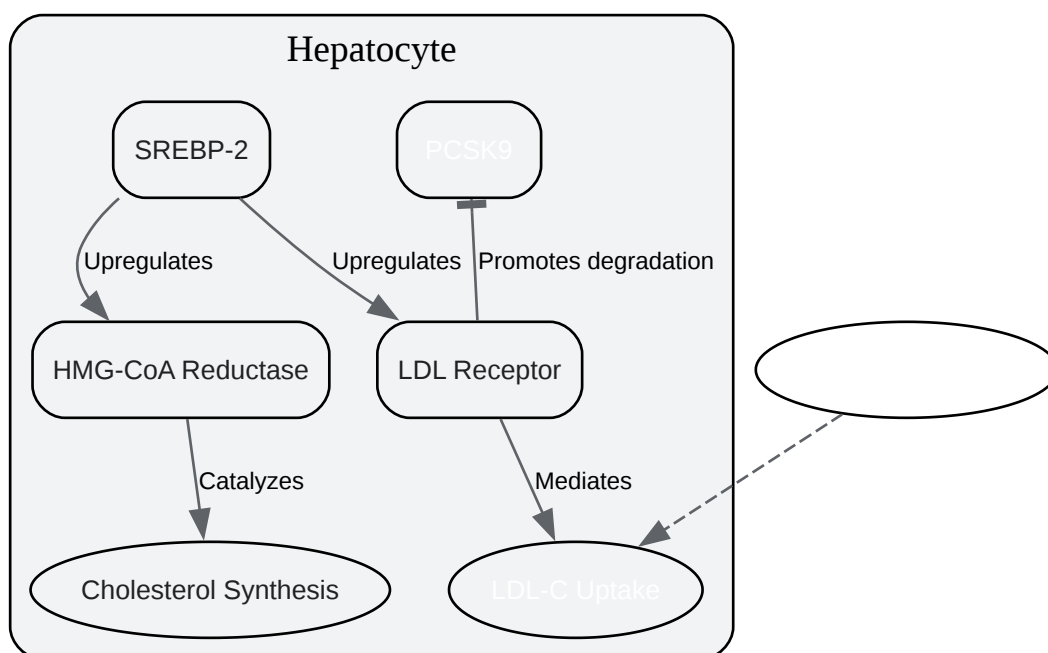 Hepatocyte
SREBP-2
PCSK9
Upregulates
Upregulates
Promotes degradation
HMG-CoA Reductase
LDL Receptor
Catalyzes
Mediates
Cholesterol Synthesis
LDL-C Uptake